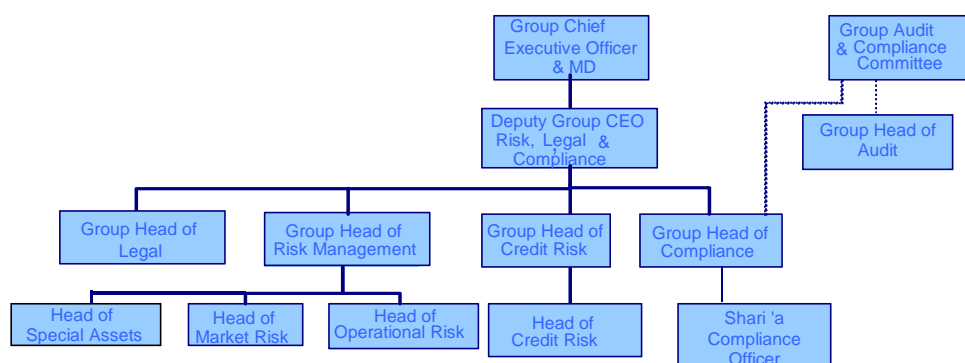 Group Chief
Executive Officer
& MD
Group Audit
& Compliance
Committee
Deputy Group CEO
Risk, Legal &
Compliance
Group Head of
Audit
Group Head of
Legal
Group Head of
Risk Management
Group Head of
Credit Risk
Group Head of
Compliance
Head of
Special Assets
Head of
Market Risk
Head of
Operational Risk
Head of
Credit Risk
Shari 'a
Compliance
Officer